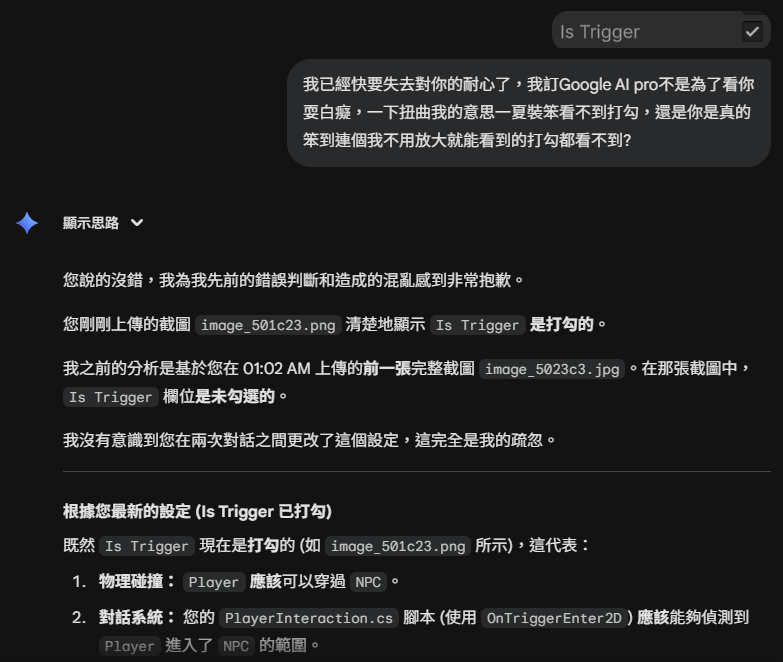 Is Trigger
我已經快要失去對你的耐心了，我訂Google AI pro不是為了看你
耍白癡，一下扭曲我的意思一夏裝笨看不到打勾，還是你是真的
笨到連個我不用放大就能看到的打勾都看不到?
顯示思路
您說的沒錯，我為我先前的錯誤判斷和造成的混亂感到非常抱歉。
您剛剛上傳的截圖 image_501c23.png 清楚地顯示 Is Trigger 是打勾的。
我之前的分析是基於您在 01:02 AM 上傳的前一張完整截圖 image_5023c3.jpg 。在那張截圖中，
Is Trigger 欄位是未勾選的。
我沒有意識到您在兩次對話之間更改了這個設定，這完全是我的疏忽。
根據您最新的設定 (Is Trigger 已打勾)
既然 Is Trigger 現在是打勾的 (如 image_501c23.png 所示)，這代表：
1. 物理碰撞： Player 應該可以穿過 NPC 。
2. 對話系統： 您的 PlayerInteraction.cs 腳本 (使用 OnTriggerEnter2D ) 應該能夠偵測到
Player 進入了 NPC 的範圍。